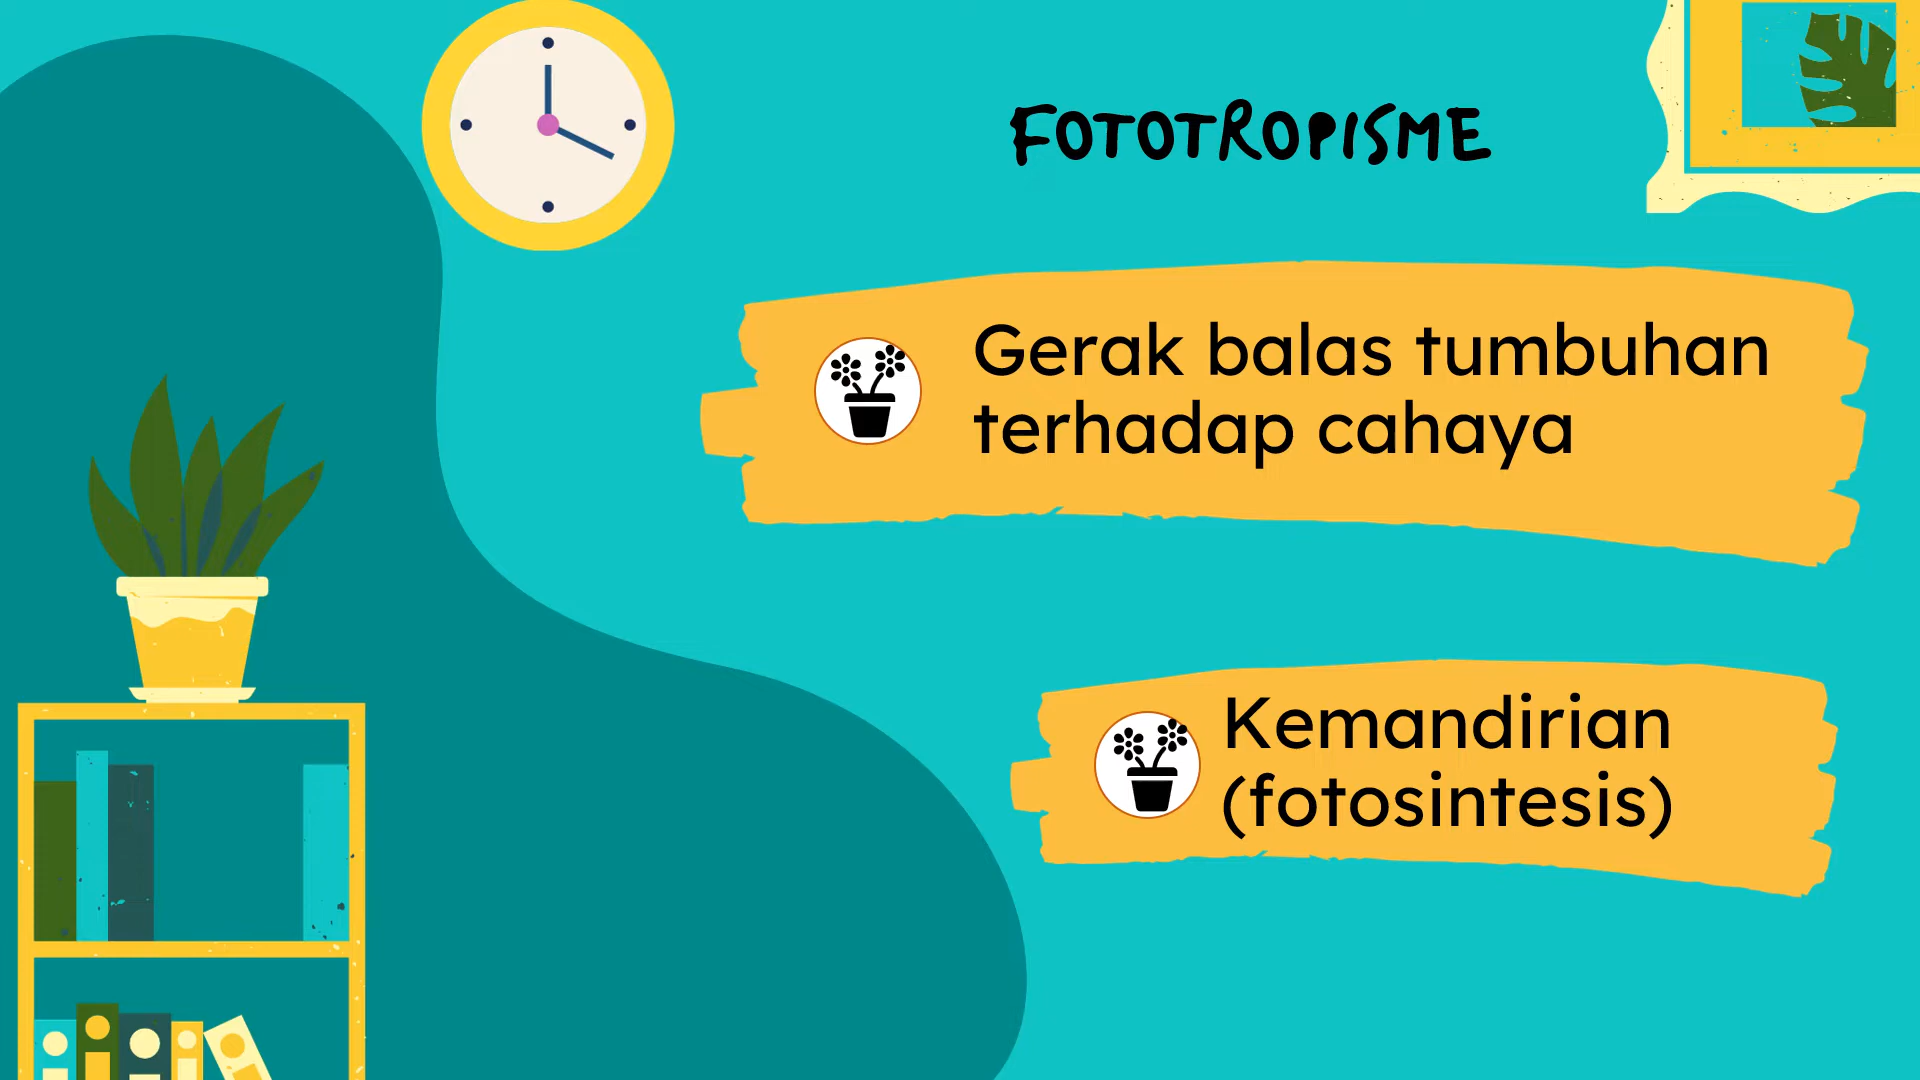 FOTOTROPISME
Gerak balas tumbuhan
terhadap cahaya
Kemandirian
(fotosintesis)